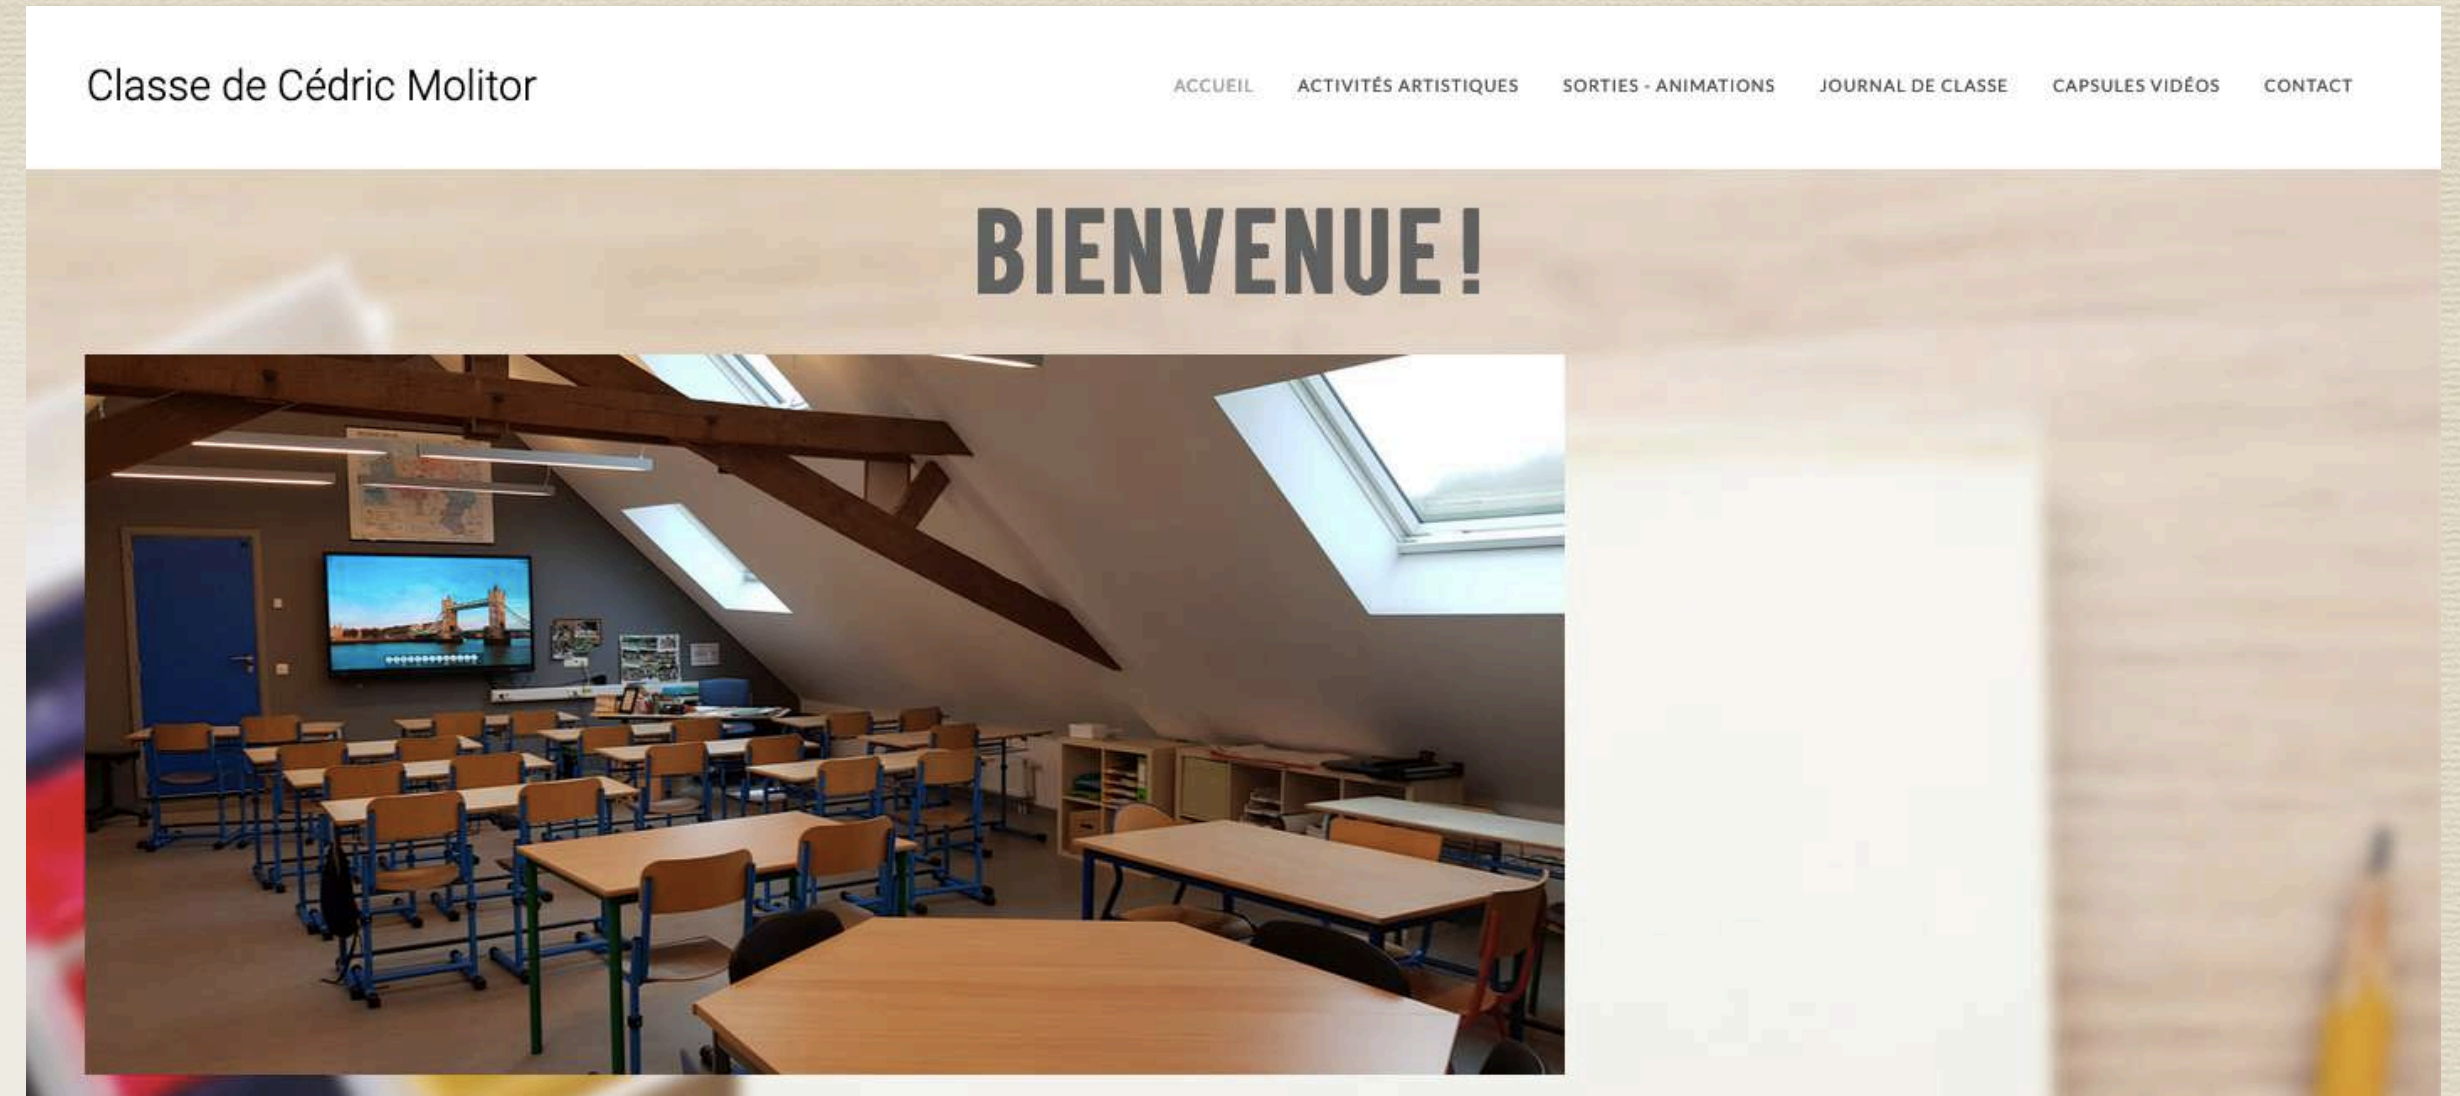 Classe de Cédric Molitor
ACCUEIL
ACTIVITÉS ARTISTIQUES
SORTIES - ANIMATIONS
JOURNAL DE CLASSE
CAPSULES VIDÉOS
CONTACT
BIENVENUE!